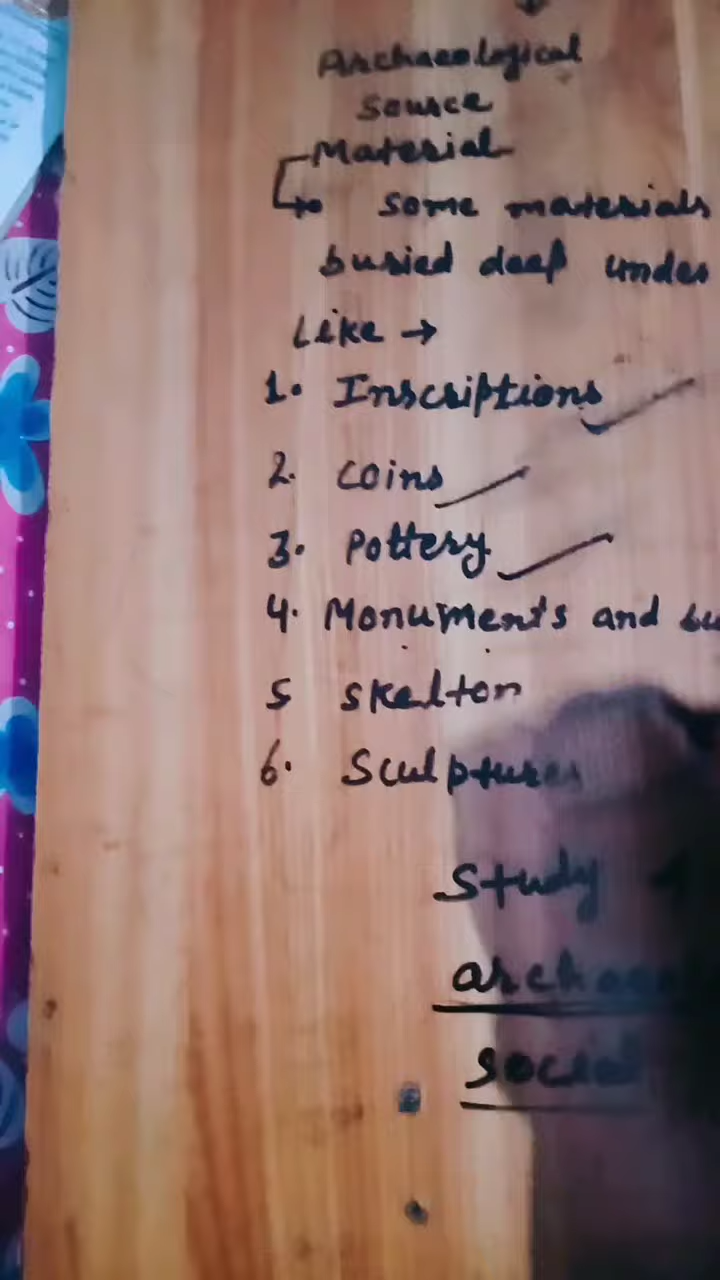 Archaeological
source
Material
some materials
buried deep under
Like →
1. Inscriptions
2. coins
3. Pottery
4. Monuments and
5 skelton
6. Sculptures
Study
social